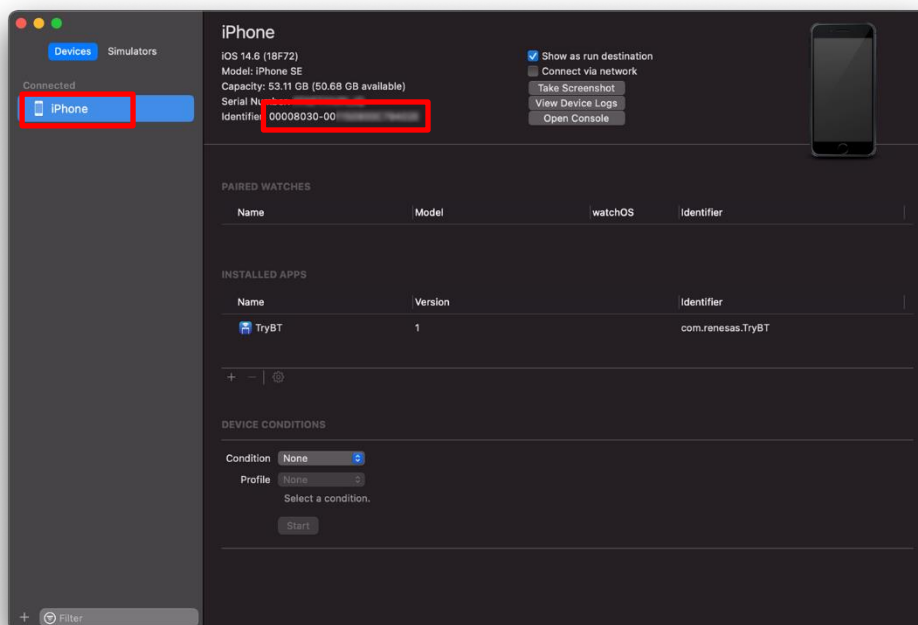 Devices Simulators
Connected
iPhone
Filter
iPhone
iOS 14.6 (18F72)
Model: iPhone SE
Capacity: 53.11 GB (50.68 GB available)
Serial Number:
Identifier: 00008030-00
Show as run destination
Connect via network
Take Screenshot
View Device Logs
Open Console
PAIRED WATCHES
Name Model watchOS Identifier
INSTALLED APPS
Name Version Identifier
TryBT 1 com.renesas.TryBT
DEVICE CONDITIONS
Condition None
Profile None
Select a condition.
Start